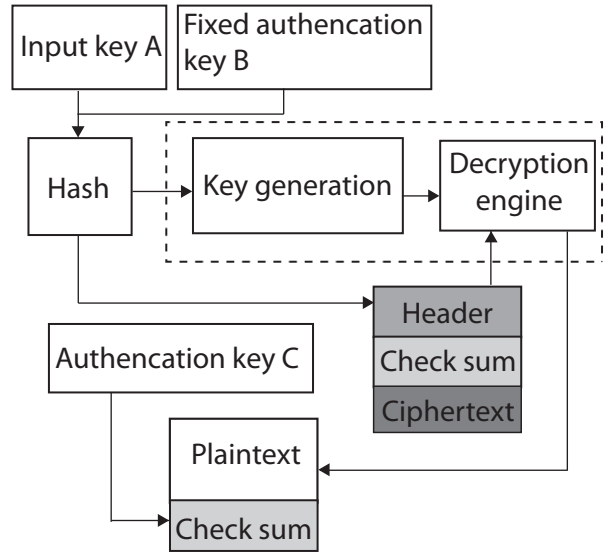 Input key A
Fixed authencation
key B
Hash
Key generation
Decryption
engine
Header
Check sum
Ciphertext
Authencation key C
Plaintext
Check sum